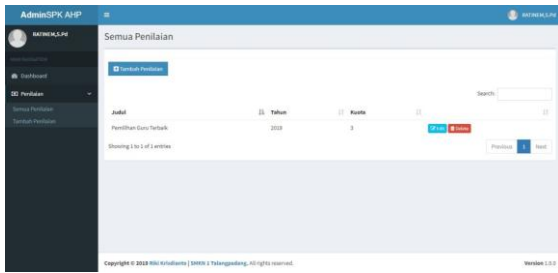 AdminSPK AHP
RATINEM,S.Pd
RATINEM,S.Pd
Semua Penilaian
Dashboard
Penilaian
Semua Penilaian
Tambah Penilaian
Tambah Penilaian
Search:
Judul Tahun Kuota
Pemilihan Guru Terbaik 2018 3 Edit Delete
Showing 1 to 1 of 1 entries
Previous 1 Next
Copyright © 2018 Riki Krisdianto | SMKN 1 Talangpadang, All rights reserved.
Version 1.0.0